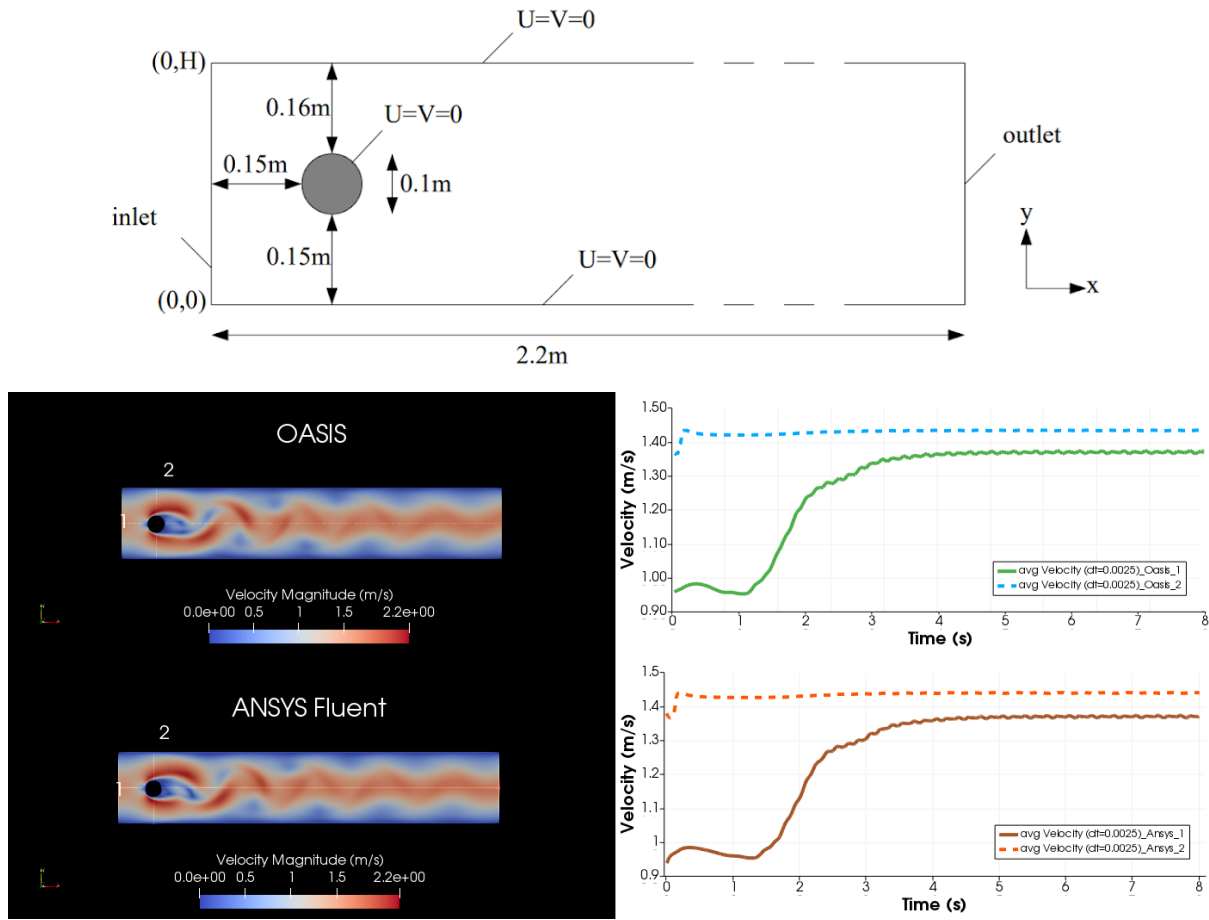 U=V=0
(0,H)
0.16m
U=V=0
0.15m
0.1m
outlet
inlet
0.15m
U=V=0
y
x
(0,0)
2.2m
OASIS
2
1
Velocity Magnitude (m/s)
0.0e+00 0.5 1 1.5 2.2e+00
ANSYS Fluent
2
1
Velocity Magnitude (m/s)
0.0e+00 0.5 1 1.5 2.2e+00
Velocity (m/s)
1.50
1.40
1.30
1.20
1.10
1.00
0.90
avg Velocity (dt=0.0025)_Oasis_1
avg Velocity (dt=0.0025)_Oasis_2
0 1 2 3 4 5 6 7 8
Time (s)
Velocity (m/s)
1.5
1.4
1.3
1.2
1.1
1
0.9
avg Velocity (dt=0.0025)_Ansys_1
avg Velocity (dt=0.0025)_Ansys_2
0 1 2 3 4 5 6 7 8
Time (s)